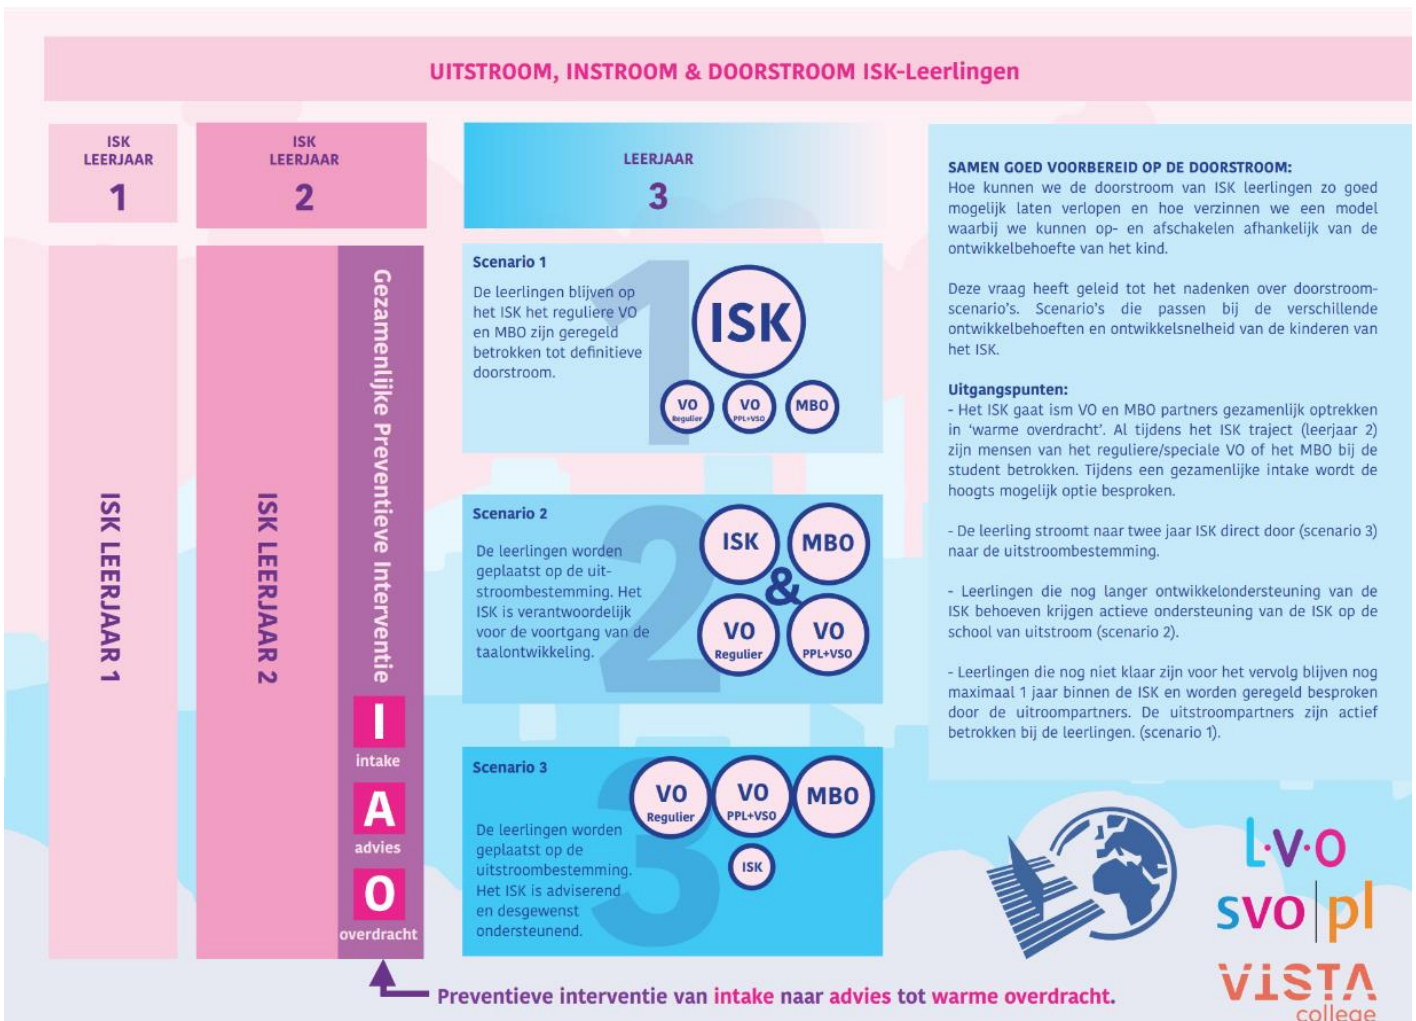 UITSTROOM, INSTROOM & DOORSTROOM ISK-Leerlingen
ISK
LEERJAAR
1
ISK
LEERJAAR
2
LEERJAAR
3
ISK LEERJAAR 1
ISK LEERJAAR 2
Gezamenlijke Preventieve Interventie
I
intake
A
advies
O
overdracht
1
Scenario 1
De leerlingen blijven op
het ISK het reguliere VO
en MBO zijn geregeld
betrokken tot definitieve
doorstroom.
ISK
VO
Regulier
VO
PPL+VSO
MBO
2
Scenario 2
De leerlingen worden
geplaatst op de uit-
stroombestemming. Het
ISK is verantwoordelijk
voor de voortgang van de
taalontwikkeling.
ISK
MBO
&
VO
Regulier
VO
PPL+VSO
3
Scenario 3
De leerlingen worden
geplaatst op de
uitstroombestemming.
Het ISK is adviserend
en desgewenst
ondersteunend.
VO
Regulier
VO
PPL+VSO
MBO
ISK
Preventieve interventie van intake naar advies tot warme overdracht.
SAMEN GOED VOORBEREID OP DE DOORSTROOM:
Hoe kunnen we de doorstroom van ISK leerlingen zo goed
mogelijk laten verlopen en hoe verzinnen we een model
waarbij we kunnen op- en afschakelen afhankelijk van de
ontwikkelbehoefte van het kind.
Deze vraag heeft geleid tot het nadenken over doorstroom-
scenario's. Scenario's die passen bij de verschillende
ontwikkelbehoeften en ontwikkelsnelheid van de kinderen van
het ISK.
Uitgangspunten:
- Het ISK gaat ism VO en MBO partners gezamenlijk optrekken
in 'warme overdracht'. Al tijdens het ISK traject (leerjaar 2)
zijn mensen van het reguliere/speciale VO of het MBO bij de
student betrokken. Tijdens een gezamenlijke intake wordt de
hoogts mogelijk optie besproken.
- De leerling stroomt naar twee jaar ISK direct door (scenario 3)
naar de uitstroombestemming.
- Leerlingen die nog langer ontwikkelondersteuning van de
ISK behoeven krijgen actieve ondersteuning van de ISK op de
school van uitstroom (scenario 2).
- Leerlingen die nog niet klaar zijn voor het vervolg blijven nog
maximaal 1 jaar binnen de ISK en worden geregeld besproken
door de uitroompartners. De uitstroompartners zijn actief
betrokken bij de leerlingen. (scenario 1).
L·V·O
svo|pl
ViSTA
college